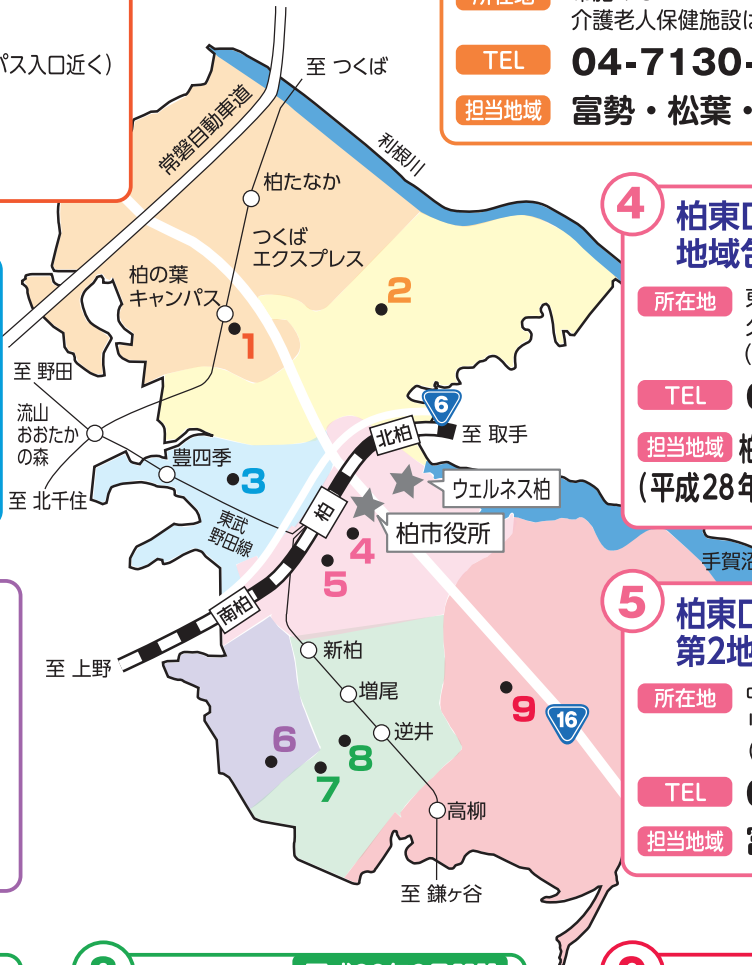 パス入口近く)
介護老人保健施設
TEL
04-7130-
担当地域
富勢・松葉・
至 つくば
常磐自動車道
利根川
柏たなか
つくば
エクスプレス
柏の葉
キャンパス
1
2
至 野田
流山
おおたか
の森
至 北千住
豊四季
3
東武
野田線
6
北柏
至 取手
柏
ウェルネス柏
柏市役所
4
5
南柏
至 上野
新柏
増尾
逆井
6
7
8
9
16
高柳
至 鎌ヶ谷
手賀沼
4
柏東口
地域包
所在地
TEL
担当地域 柏
(平成28年
5
柏東口
第2地
所在地
TEL
担当地域